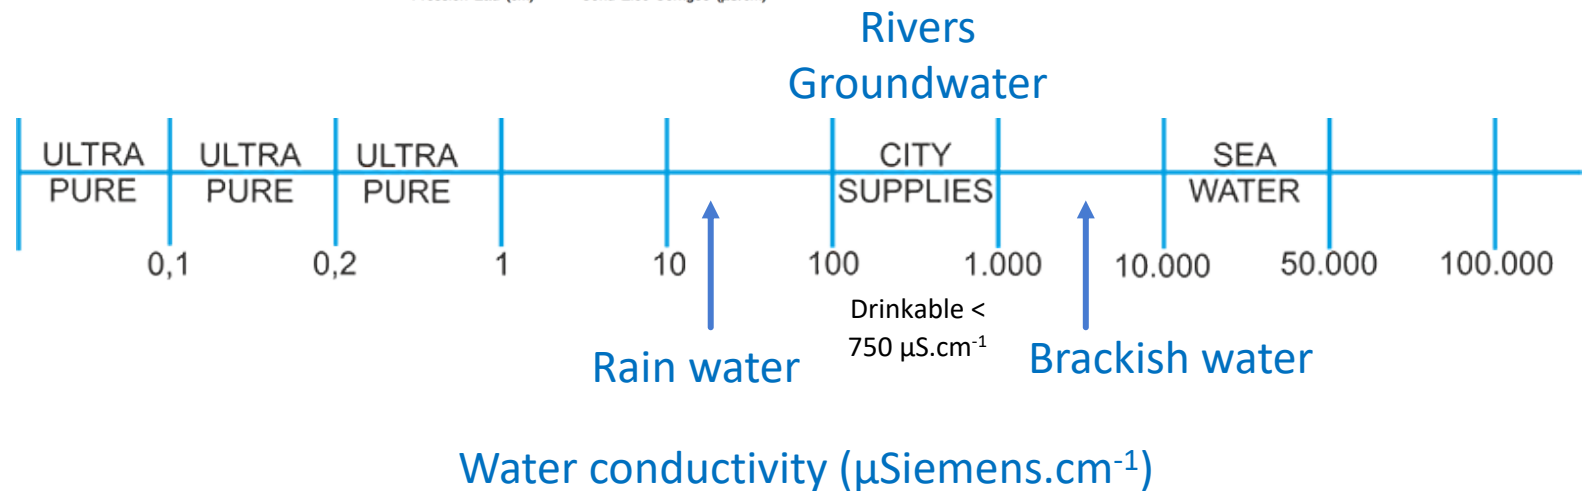 Rivers
Groundwater
ULTRA PURE
ULTRA PURE
ULTRA PURE
CITY SUPPLIES
SEA WATER
0,1
0,2
1
10
100
1.000
10.000
50.000
100.000
Drinkable <
750 µS.cm⁻¹
Rain water
Brackish water
Water conductivity (µSiemens.cm⁻¹)